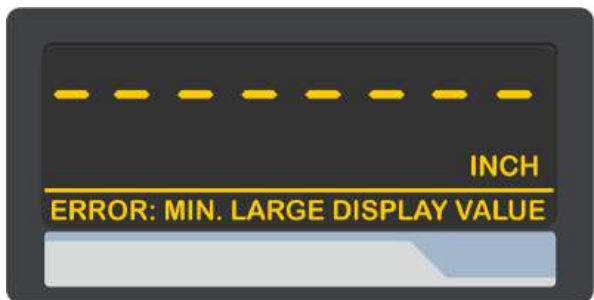 - - - - - - - -
INCH
ERROR: MIN. LARGE DISPLAY VALUE